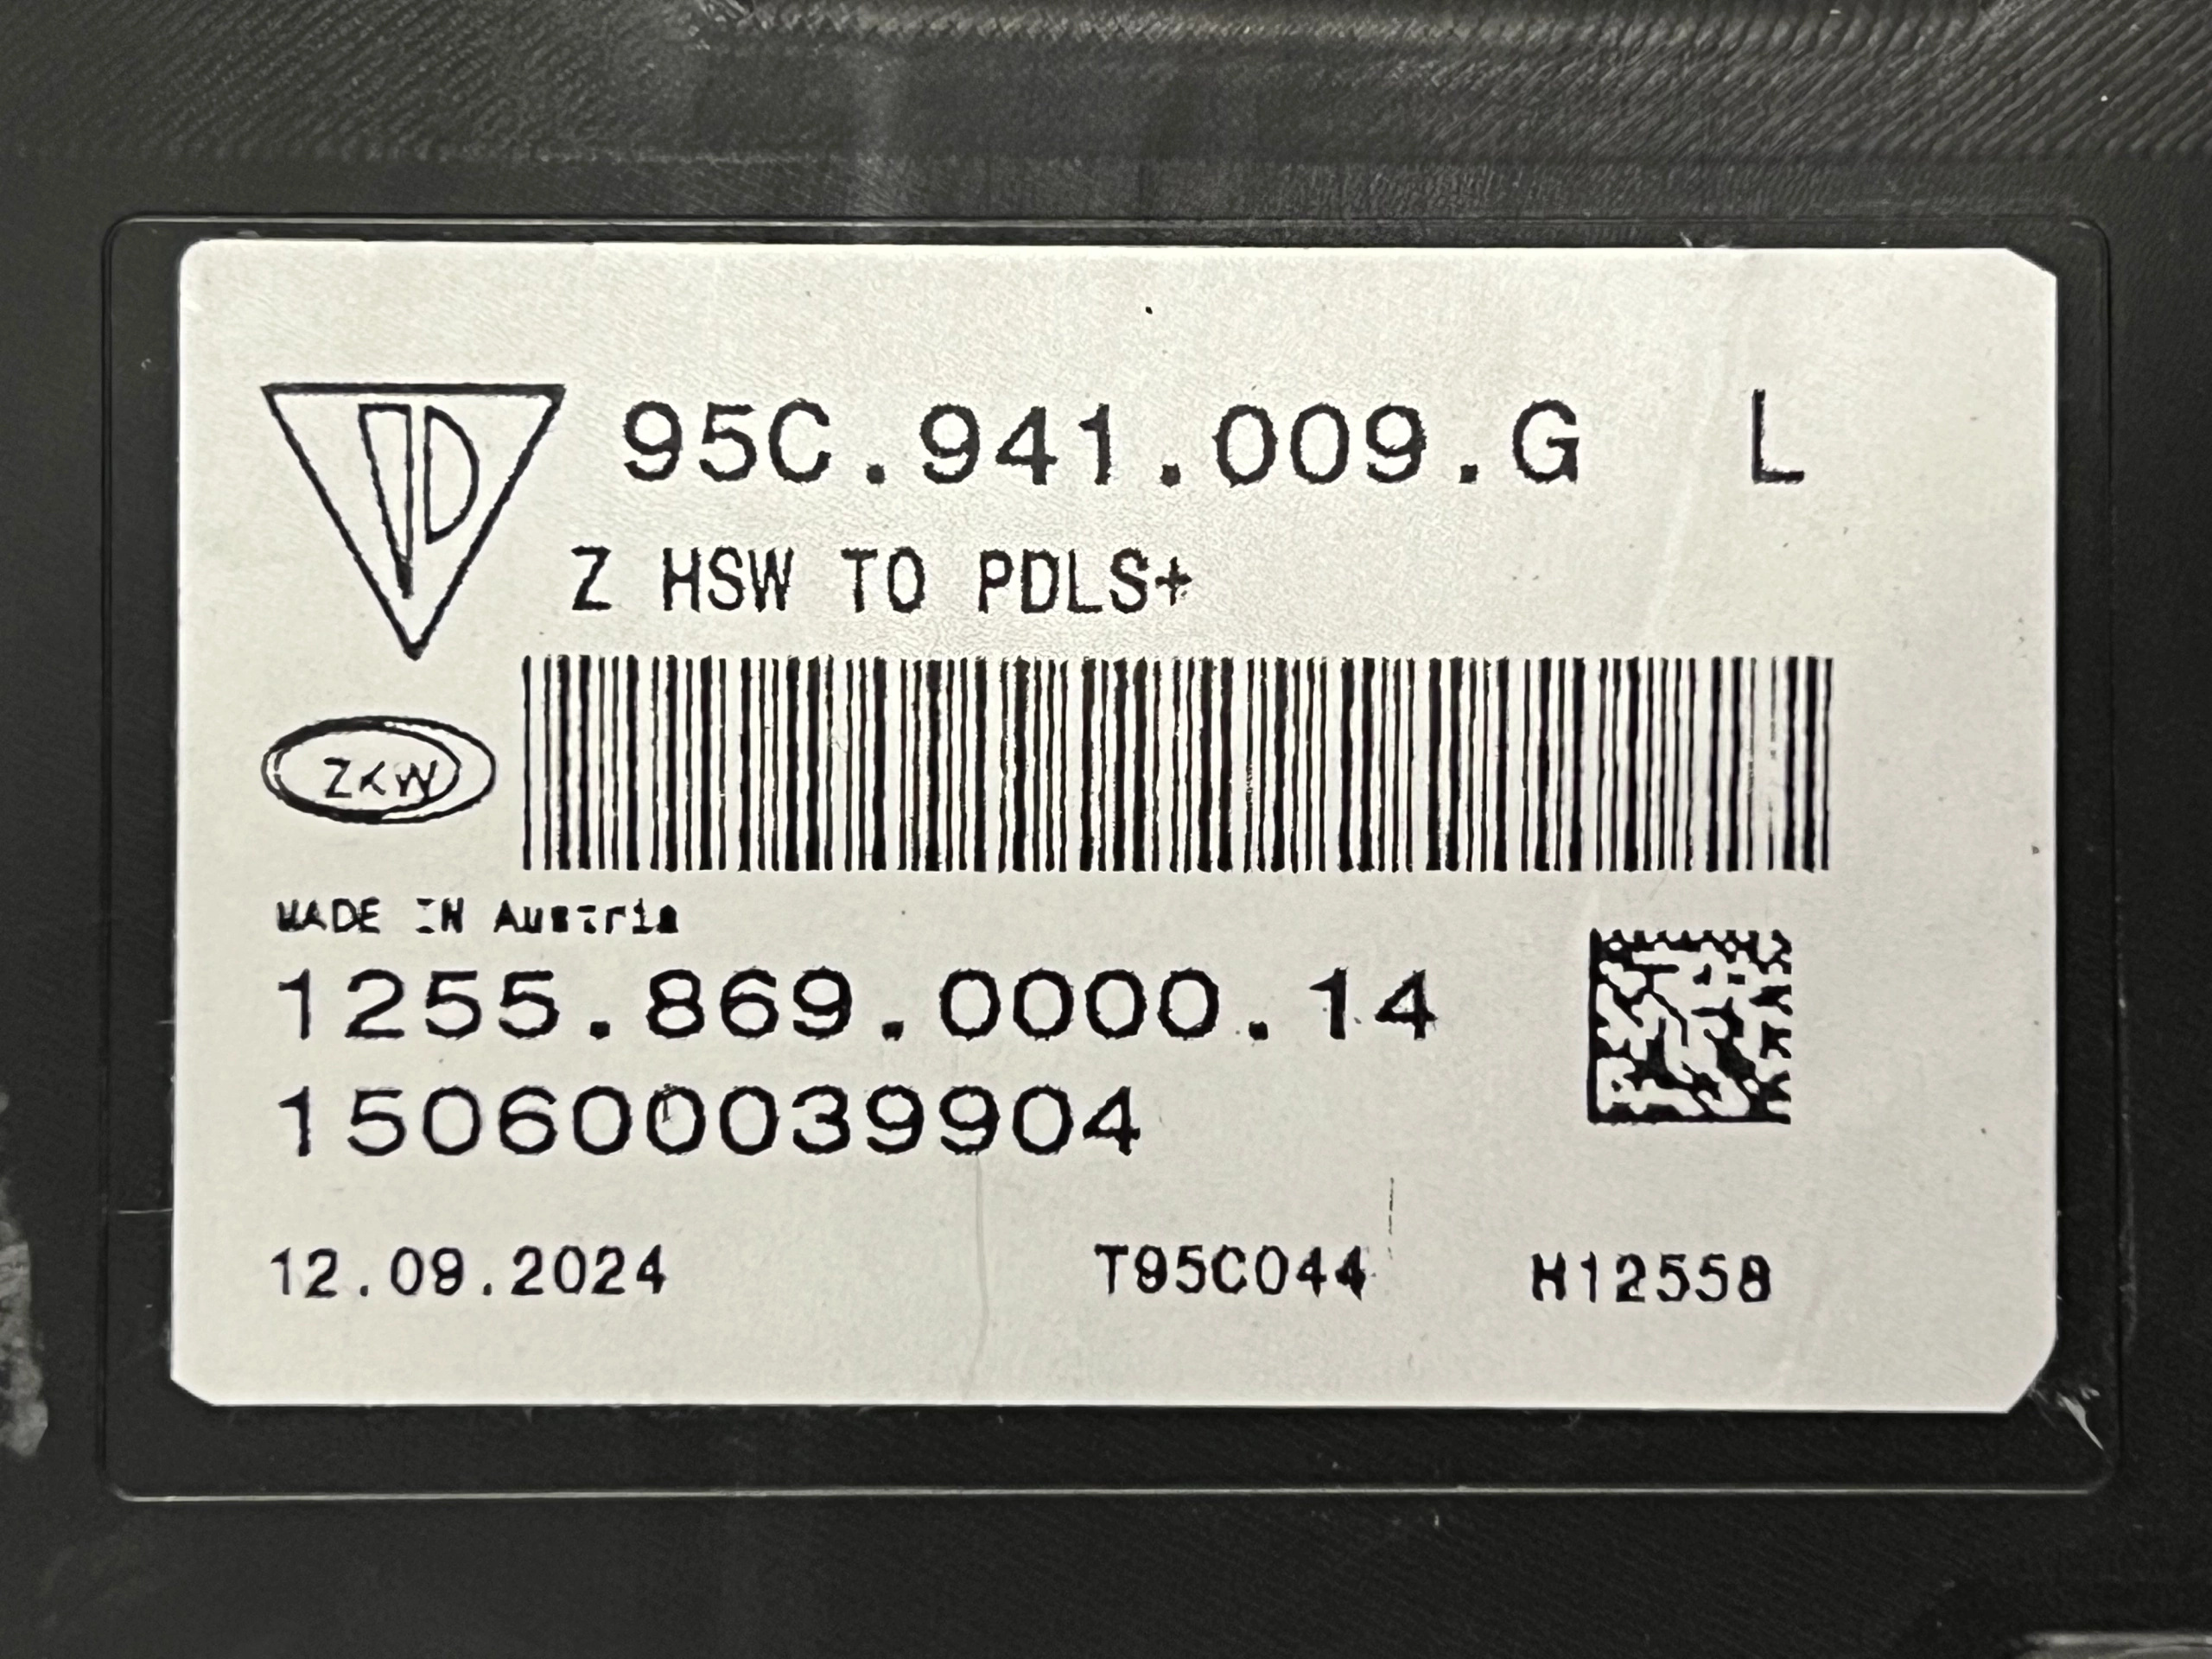 95C.941.009.G L
Z HSW TO PDLS+
ZKW
MADE IN Austria
1255.869.0000.14
150600039904
12.09.2024 T95C044 H12558